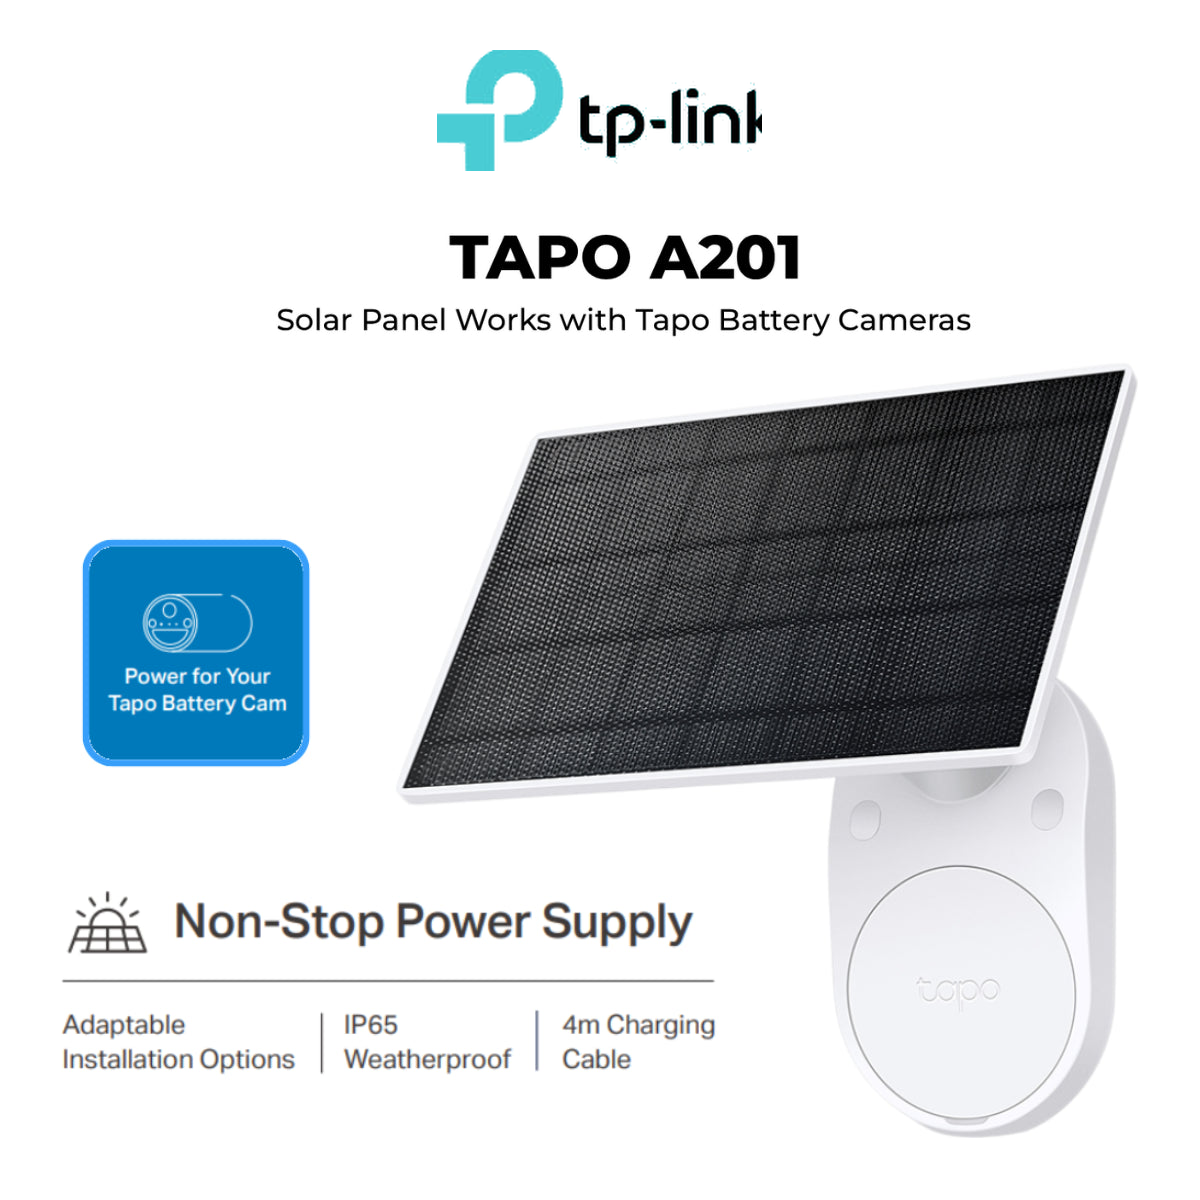 tp-link
TAPO A201
Solar Panel Works with Tapo Battery Cameras
Power for Your
Tapo Battery Cam
Non-Stop Power Supply
Adaptable
Installation Options
IP65
Weatherproof
4m Charging
Cable
tapo